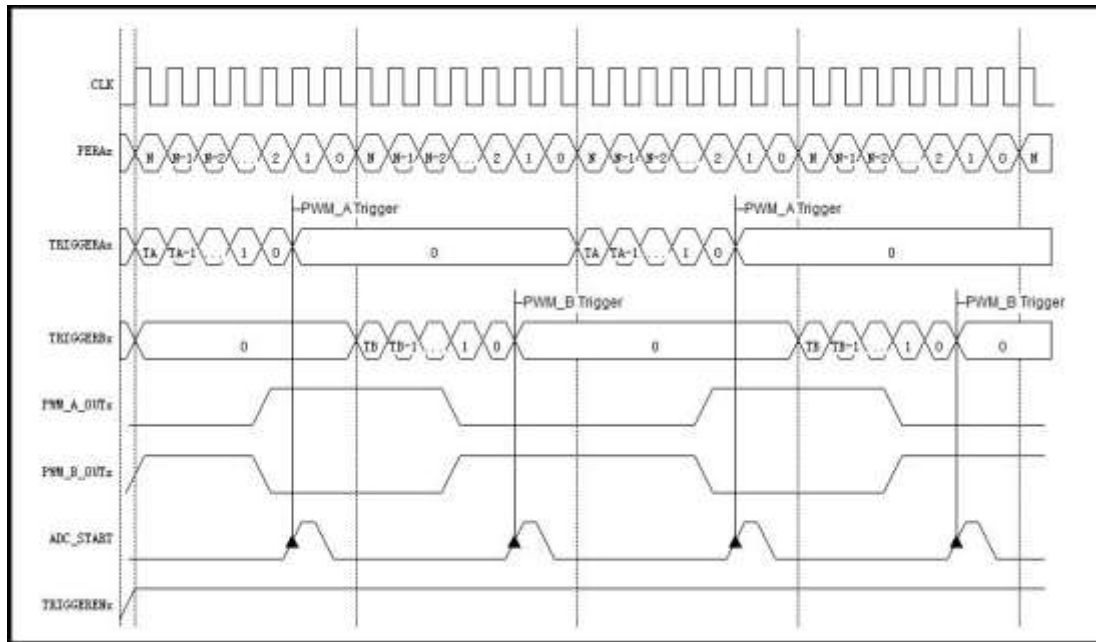 CLK
PERAx N N-1 N-2 ... 2 1 0 N N-1 N-2 ... 2 1 0 N N-1 N-2 ... 2 1 0 N N-1 N-2 ... 2 1 0 N
PWM_A Trigger PWM_A Trigger
TRIGGERAx TA TA-1 ... 1 0 0 TA TA-1 ... 1 0 0
PWM_B Trigger PWM_B Trigger
TRIGGERBx 0 TB TB-1 ... 1 0 0 TB TB-1 ... 1 0 0
PWM_A_OUTx
PWM_B_OUTx
ADC_START
TRIGGERENx